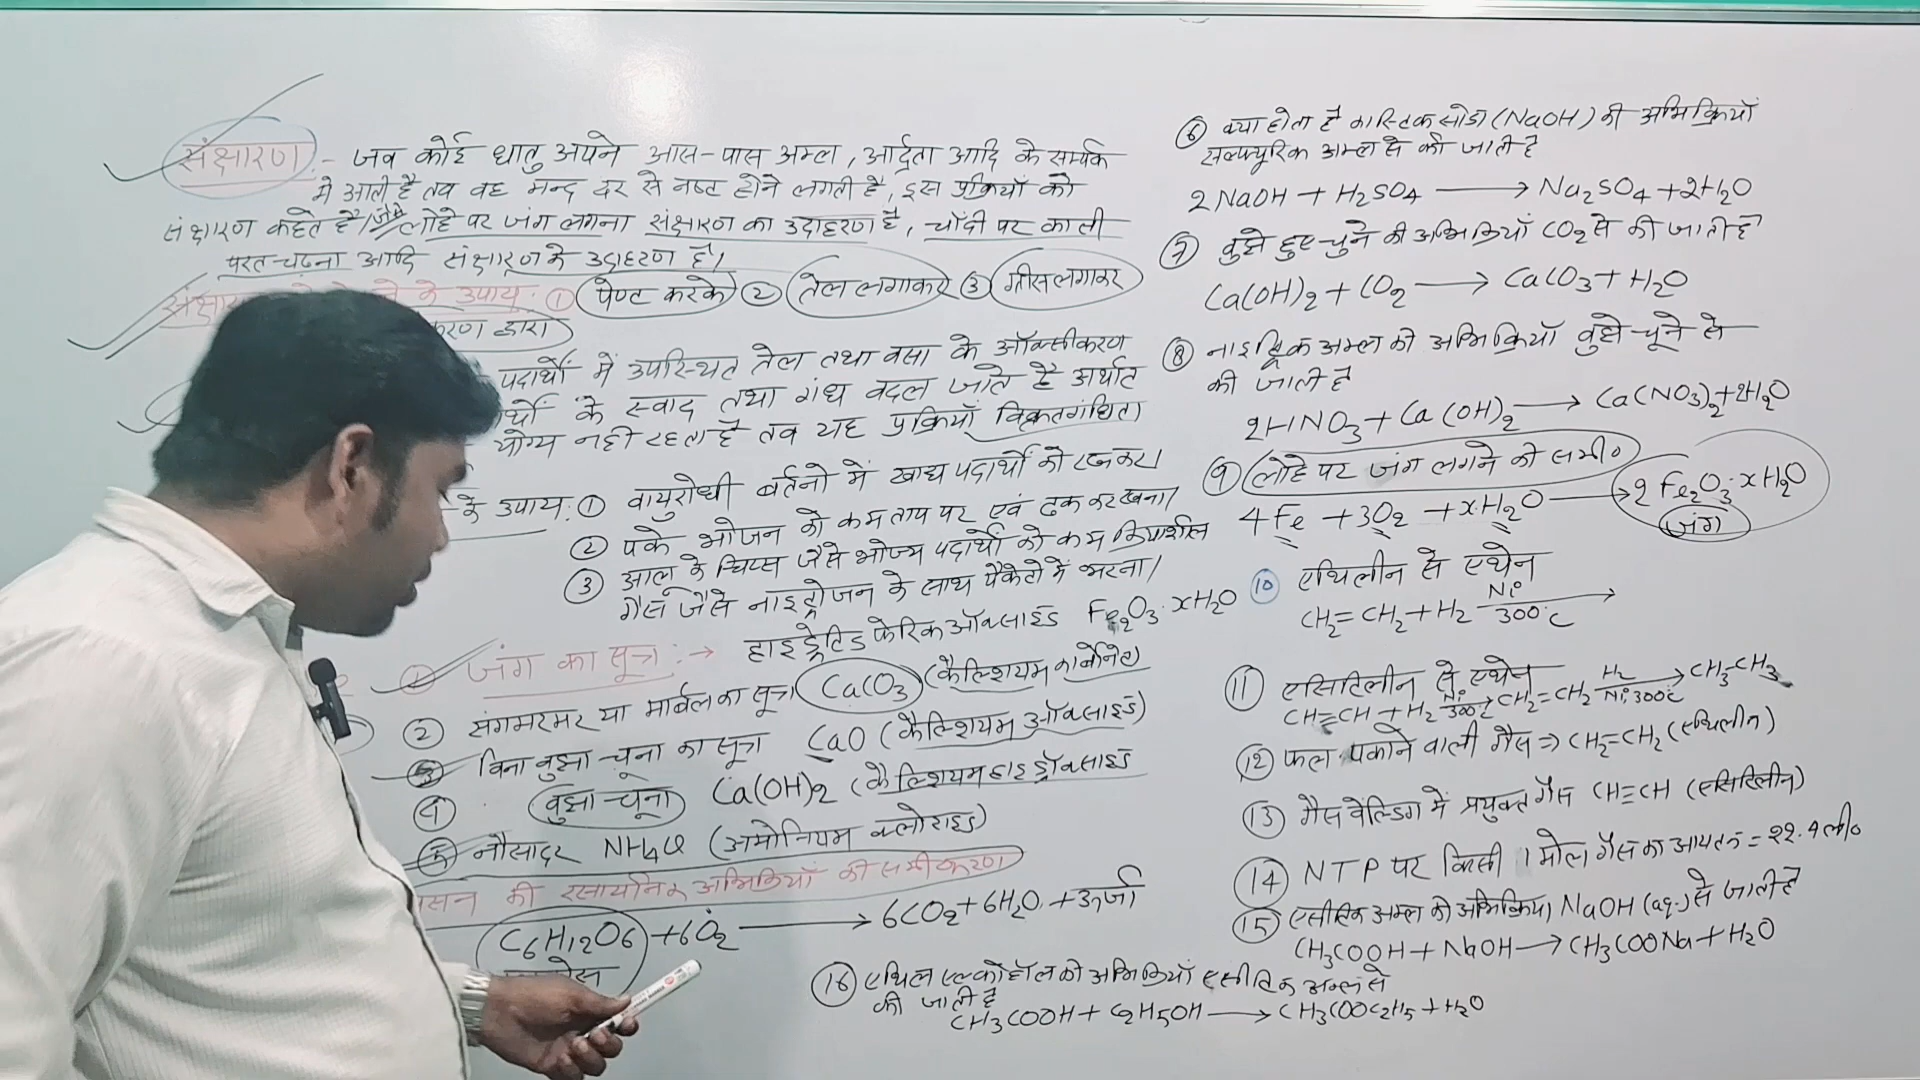 संक्षारण :- जब कोई धातु अपने आस-पास अम्ल, आर्द्रता आदि के सम्पर्क
मे आती है तव वह मन्द दर से नष्ट होने लगती है, इस प्रक्रियॉ को
संक्षारण कहते है। जैसे लोहे पर जंग लगना संक्षारण का उदाहरण है, चॉदी पर काली
परत चढ़ना आदि संक्षारण के उदाहरण है।
के उपाय: ① पेण्ट करके ② तेल लगाकर ③ ग्रीस लगाकर
करण द्वारा
पदार्थों में उपस्थित तेल तथा वसा के ऑक्सीकरण
के स्वाद तथा गंध बदल जाते है अर्थात
योग्य नही रहता है तव यह प्रक्रियॉ विकृतगंधिता
के उपाय: ① वायुरोधी बर्तनो में खाद्य पदार्थों को रखकर।
② पके भोजन को कम ताप पर एवं ढक कर रखना।
③ आलू के चिप्स जैसे भोज्य पदार्थों को कम क्रियाशील
गैस जैसे नाइट्रोजन के साथ पैकेटो में भरना।
① जंग का सूत्र :→ हाइड्रेटिड फेरिक ऑक्साइड Fe₂O₃·xH₂O
② संगमरमर या मार्बल का सूत्र CaCO₃ (कैल्शियम कार्बोनेट)
③ बिना बुझा चूना का सूत्र CaO (कैल्शियम ऑक्साइड)
④ बुझा चूना Ca(OH)₂ (कैल्शियम हाइड्रॉक्साइड
⑤ नौसादर NH₄Cl (अमोनियम क्लोराइड)
सन की रसायनिक अभिक्रियॉ की समीकरण
C₆H₁₂O₆ + 6O₂ ⟶ 6CO₂ + 6H₂O + ऊर्जा
⑥ क्या होता है कास्टिक सोडा (NaOH) की अभिक्रियॉ
सल्फ्यूरिक अम्ल से की जाती है
2NaOH + H₂SO₄ ⟶ Na₂SO₄ + 2H₂O
⑦ बुझे हुए चुने की अभिक्रियॉ CO₂ से की जाती है
Ca(OH)₂ + CO₂ ⟶ CaCO₃ + H₂O
⑧ नाइट्रिक अम्ल की अभिक्रियॉ बुझे चूने से
की जाती है
2HNO₃ + Ca(OH)₂ ⟶ Ca(NO₃)₂ + 2H₂O
⑨ लोहे पर जंग लगने की समी०
4Fe + 3O₂ + xH₂O ⟶ 2Fe₂O₃·xH₂O
जंग
⑩ एथिलीन से एथेन
CH₂=CH₂ + H₂ Ni 300°C ⟶
⑪ एसिटिलीन से एथेन
CH≡CH + H₂ Ni 300°C ⟶ CH₂=CH₂ H₂ Ni, 300°C ⟶ CH₃-CH₃
⑫ फल पकाने वाली गैस ⇒ CH₂=CH₂ (एथिलीन)
⑬ गैस वेल्डिंग में प्रयुक्त गैस CH≡CH (एसिटिलीन)
⑭ NTP पर किसी 1 मोल गैस का आयतन = 22.4 ली०
⑮ एसीटिक अम्ल की अभिक्रिया NaOH (aq.) से जाती है
CH₃COOH + NaOH ⟶ CH₃COONa + H₂O
⑯ एथिल एल्कोहॉल की अभिक्रियॉ एसीटिक अम्ल से
की जाती है
CH₃COOH + C₂H₅OH ⟶ CH₃COOC₂H₅ + H₂O